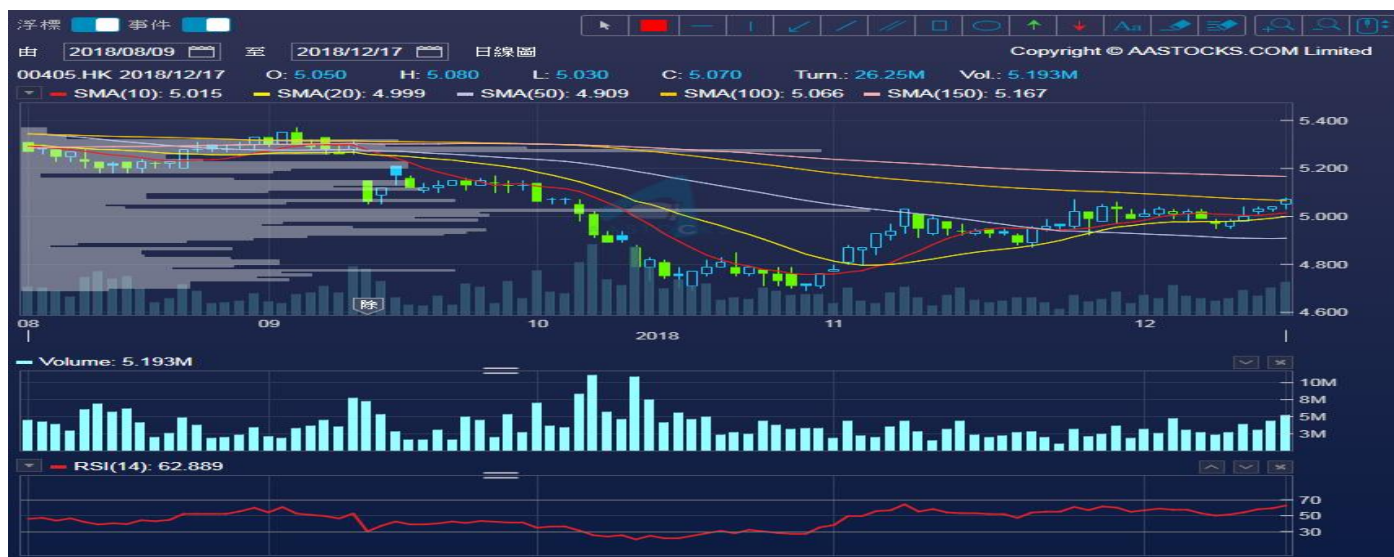 浮標 事件 Aa
由 2018/08/09 至 2018/12/17 日線圖 Copyright © AASTOCKS.COM Limited
00405.HK 2018/12/17 O: 5.050 H: 5.080 L: 5.030 C: 5.070 Turn.: 26.25M Vol.: 5.193M
SMA(10): 5.015 SMA(20): 4.999 SMA(50): 4.909 SMA(100): 5.066 SMA(150): 5.167
5.400
5.200
5.000
4.800
除
4.600
08 09 10 11 12
2018
Volume: 5.193M
10M
8M
5M
3M
RSI(14): 62.889
70
50
30